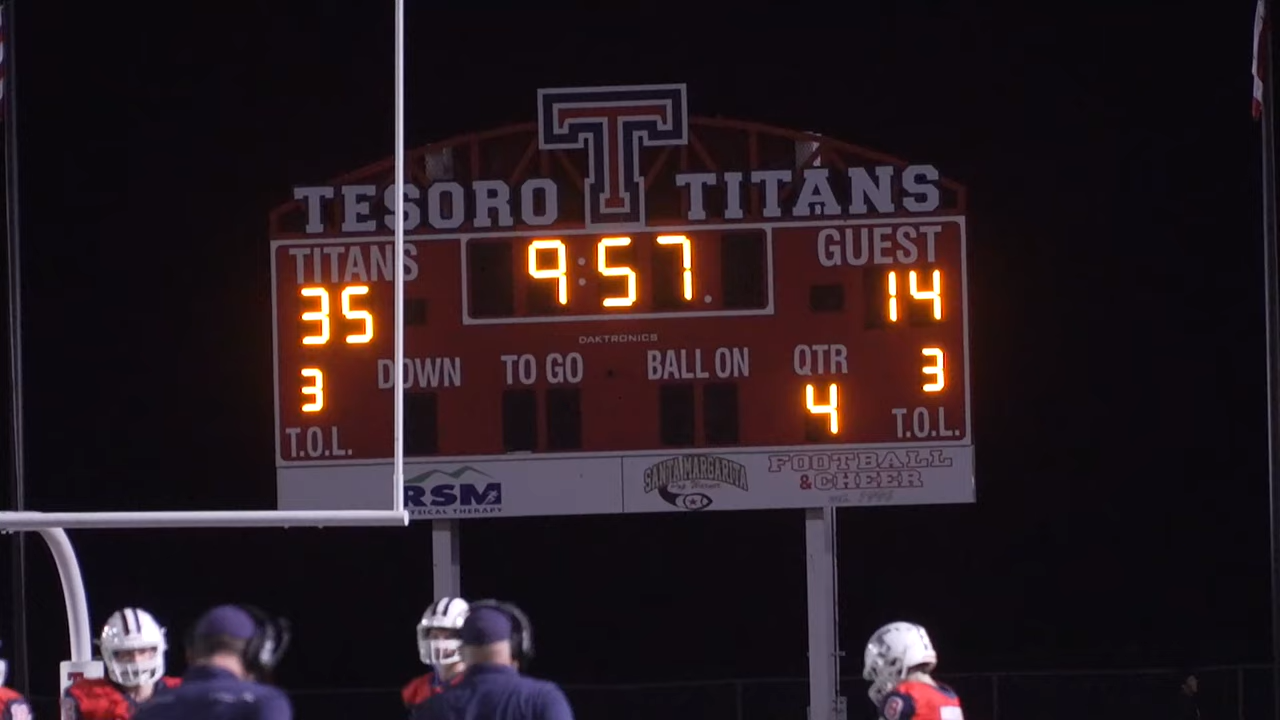 T
TESORO TITANS
TITANS 9:57 GUEST
35 14
DAKTRONICS
DOWN TO GO BALL ON QTR
3 4 3
T.O.L. T.O.L.
RSM
SANTA MARGARITA
FOOTBALL
& CHEER